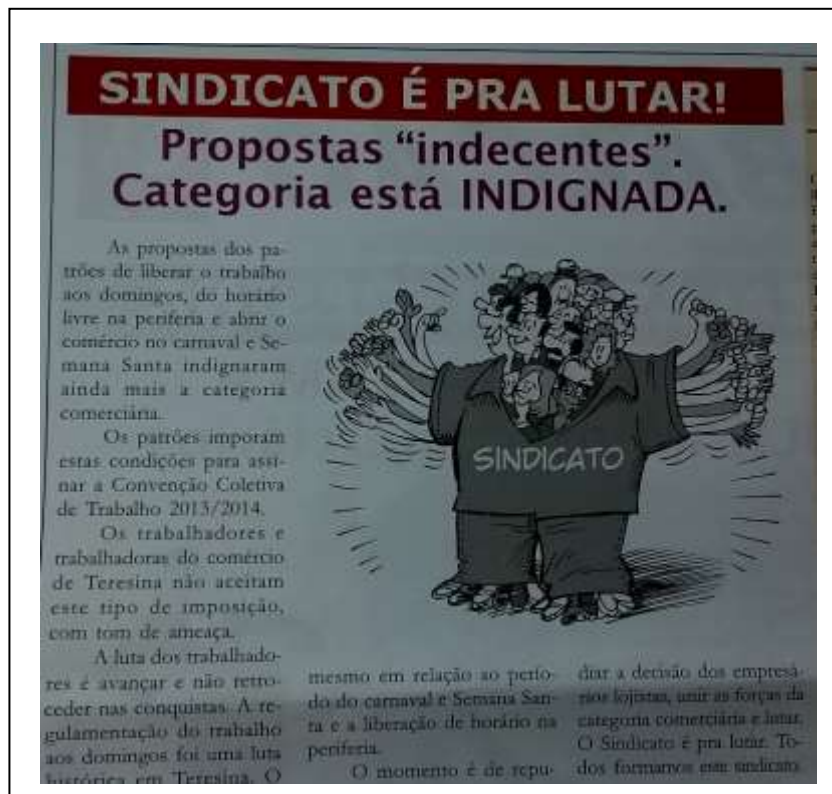 SINDICATO É PRA LUTAR!
Propostas “indecentes”.
Categoria está INDIGNADA.
As propostas dos pa-
trões de liberar o trabalho
aos domingos, do horário
livre na periferia e abrir o
comércio no carnaval e Se-
mana Santa indignaram
ainda mais a categoria
comerciária.
Os patrões imporam
estas condições para assi-
nar a Convenção Coletiva
de Trabalho 2013/2014.
Os trabalhadores e
trabalhadoras do comércio
de Teresina não aceitam
este tipo de imposição,
com tom de ameaça.
A luta dos trabalhado-
res é avançar e não retro-
ceder nas conquistas. A re-
gulamentação do trabalho
aos domingos foi uma luta
histórica em Teresina. O
mesmo em relação ao perío-
do do carnaval e Semana San-
ta e a liberação de horário na
periferia.
O momento é de repu-
diar a decisão dos empresá-
rios lojistas, unir as forças da
categoria comerciária e lutar.
O Sindicato é pra lutar. To-
dos formamos este sindicato.
SINDICATO